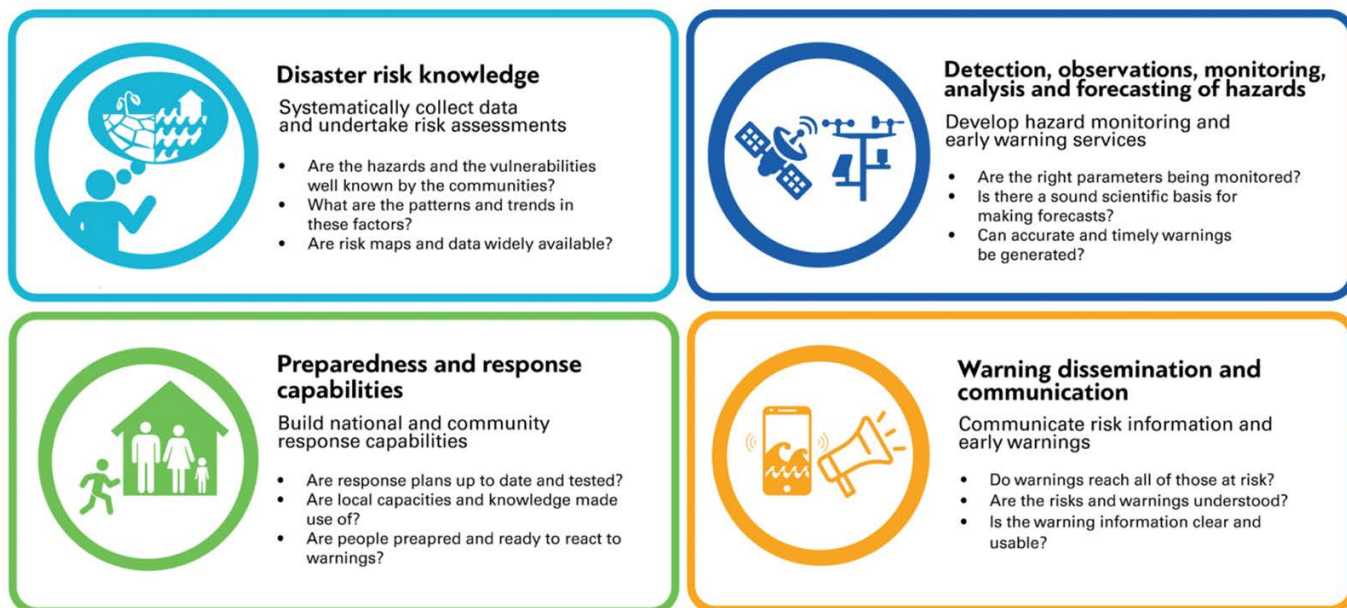 Disaster risk knowledge
Systematically collect data
and undertake risk assessments
• Are the hazards and the vulnerabilities
well known by the communities?
• What are the patterns and trends in
these factors?
• Are risk maps and data widely available?
Detection, observations, monitoring,
analysis and forecasting of hazards
Develop hazard monitoring and
early warning services
• Are the right parameters being monitored?
• Is there a sound scientific basis for
making forecasts?
• Can accurate and timely warnings
be generated?
Preparedness and response
capabilities
Build national and community
response capabilities
• Are response plans up to date and tested?
• Are local capacities and knowledge made
use of?
• Are people preapred and ready to react to
warnings?
Warning dissemination and
communication
Communicate risk information and
early warnings
• Do warnings reach all of those at risk?
• Are the risks and warnings understood?
• Is the warning information clear and
usable?